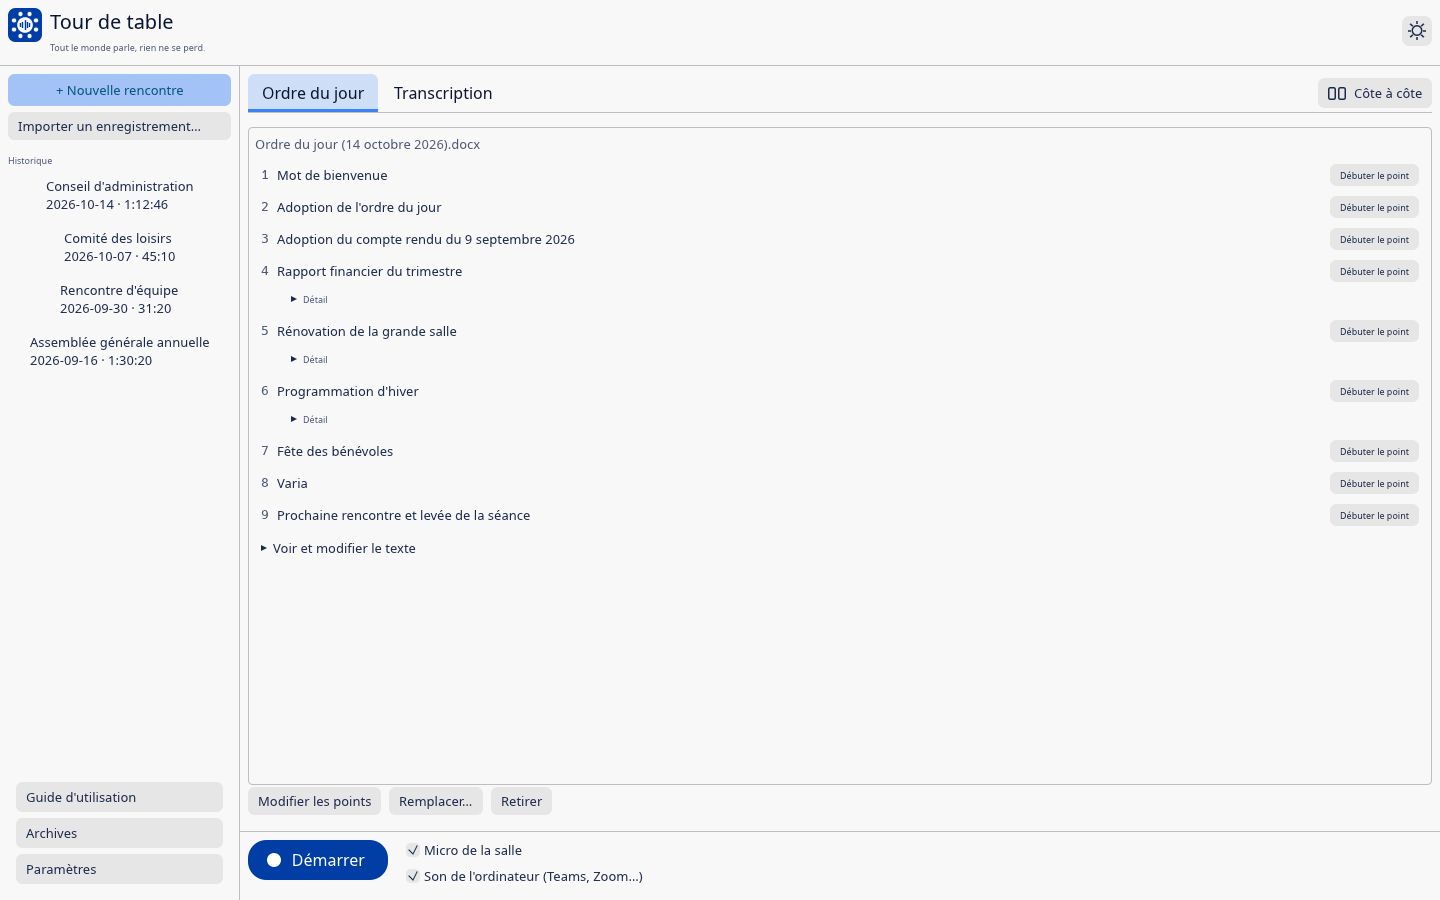 Tour de table
Tout le monde parle, rien ne se perd.
+ Nouvelle rencontre
Importer un enregistrement...
Historique
Conseil d'administration
2026-10-14 · 1:12:46
Comité des loisirs
2026-10-07 · 45:10
Rencontre d'équipe
2026-09-30 · 31:20
Assemblée générale annuelle
2026-09-16 · 1:30:20
Guide d'utilisation
Archives
Paramètres
Ordre du jour
Transcription
Côte à côte
Ordre du jour (14 octobre 2026).docx
1 Mot de bienvenue Débuter le point
2 Adoption de l'ordre du jour Débuter le point
3 Adoption du compte rendu du 9 septembre 2026 Débuter le point
4 Rapport financier du trimestre Débuter le point
▸ Détail
5 Rénovation de la grande salle Débuter le point
▸ Détail
6 Programmation d'hiver Débuter le point
▸ Détail
7 Fête des bénévoles Débuter le point
8 Varia Débuter le point
9 Prochaine rencontre et levée de la séance Débuter le point
▸ Voir et modifier le texte
Modifier les points
Remplacer...
Retirer
Démarrer
Micro de la salle
Son de l'ordinateur (Teams, Zoom...)